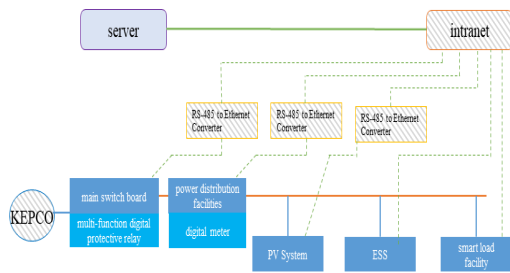 server
intranet
RS-485 to Ethernet
Converter
RS-485 to Ethernet
Converter
RS-485 to Ethernet
Converter
KEPCO
main switch board
multi-function digital
protective relay
power distribution
facilities
digital meter
PV System
ESS
smart load
facility